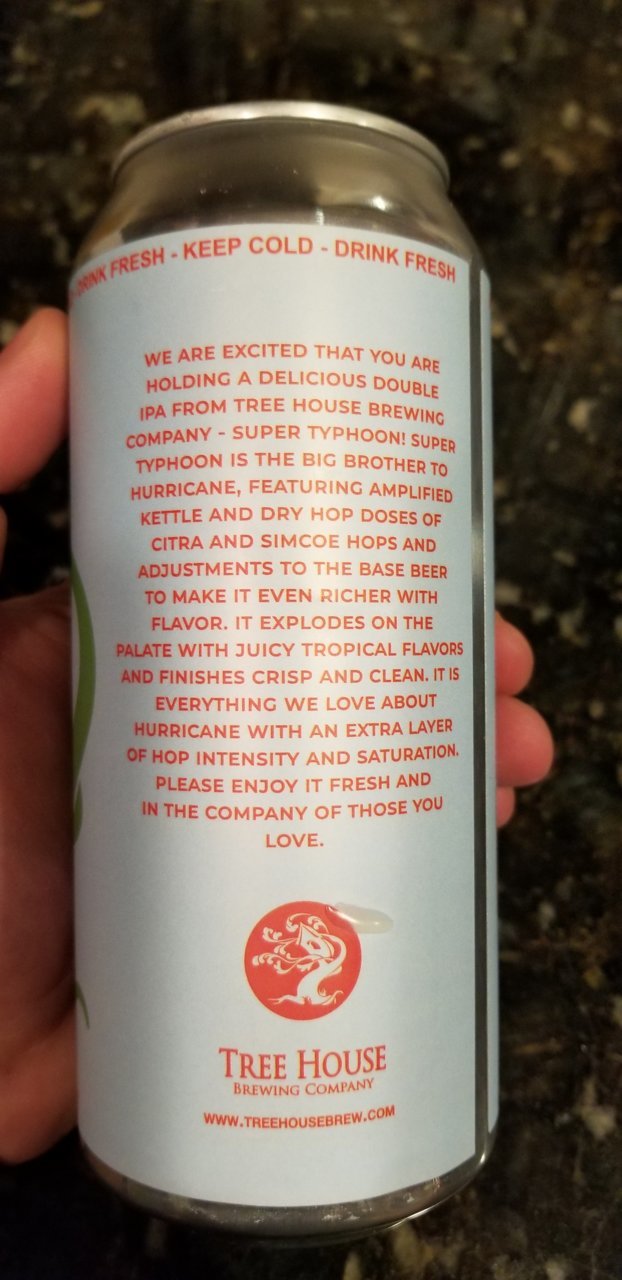 DRINK FRESH - KEEP COLD - DRINK FRESH
WE ARE EXCITED THAT YOU ARE
HOLDING A DELICIOUS DOUBLE
IPA FROM TREE HOUSE BREWING
COMPANY - SUPER TYPHOON! SUPER
TYPHOON IS THE BIG BROTHER TO
HURRICANE, FEATURING AMPLIFIED
KETTLE AND DRY HOP DOSES OF
CITRA AND SIMCOE HOPS AND
ADJUSTMENTS TO THE BASE BEER
TO MAKE IT EVEN RICHER WITH
FLAVOR. IT EXPLODES ON THE
PALATE WITH JUICY TROPICAL FLAVORS
AND FINISHES CRISP AND CLEAN. IT IS
EVERYTHING WE LOVE ABOUT
HURRICANE WITH AN EXTRA LAYER
OF HOP INTENSITY AND SATURATION.
PLEASE ENJOY IT FRESH AND
IN THE COMPANY OF THOSE YOU
LOVE.
TREE HOUSE
BREWING COMPANY
WWW.TREEHOUSEBREW.COM